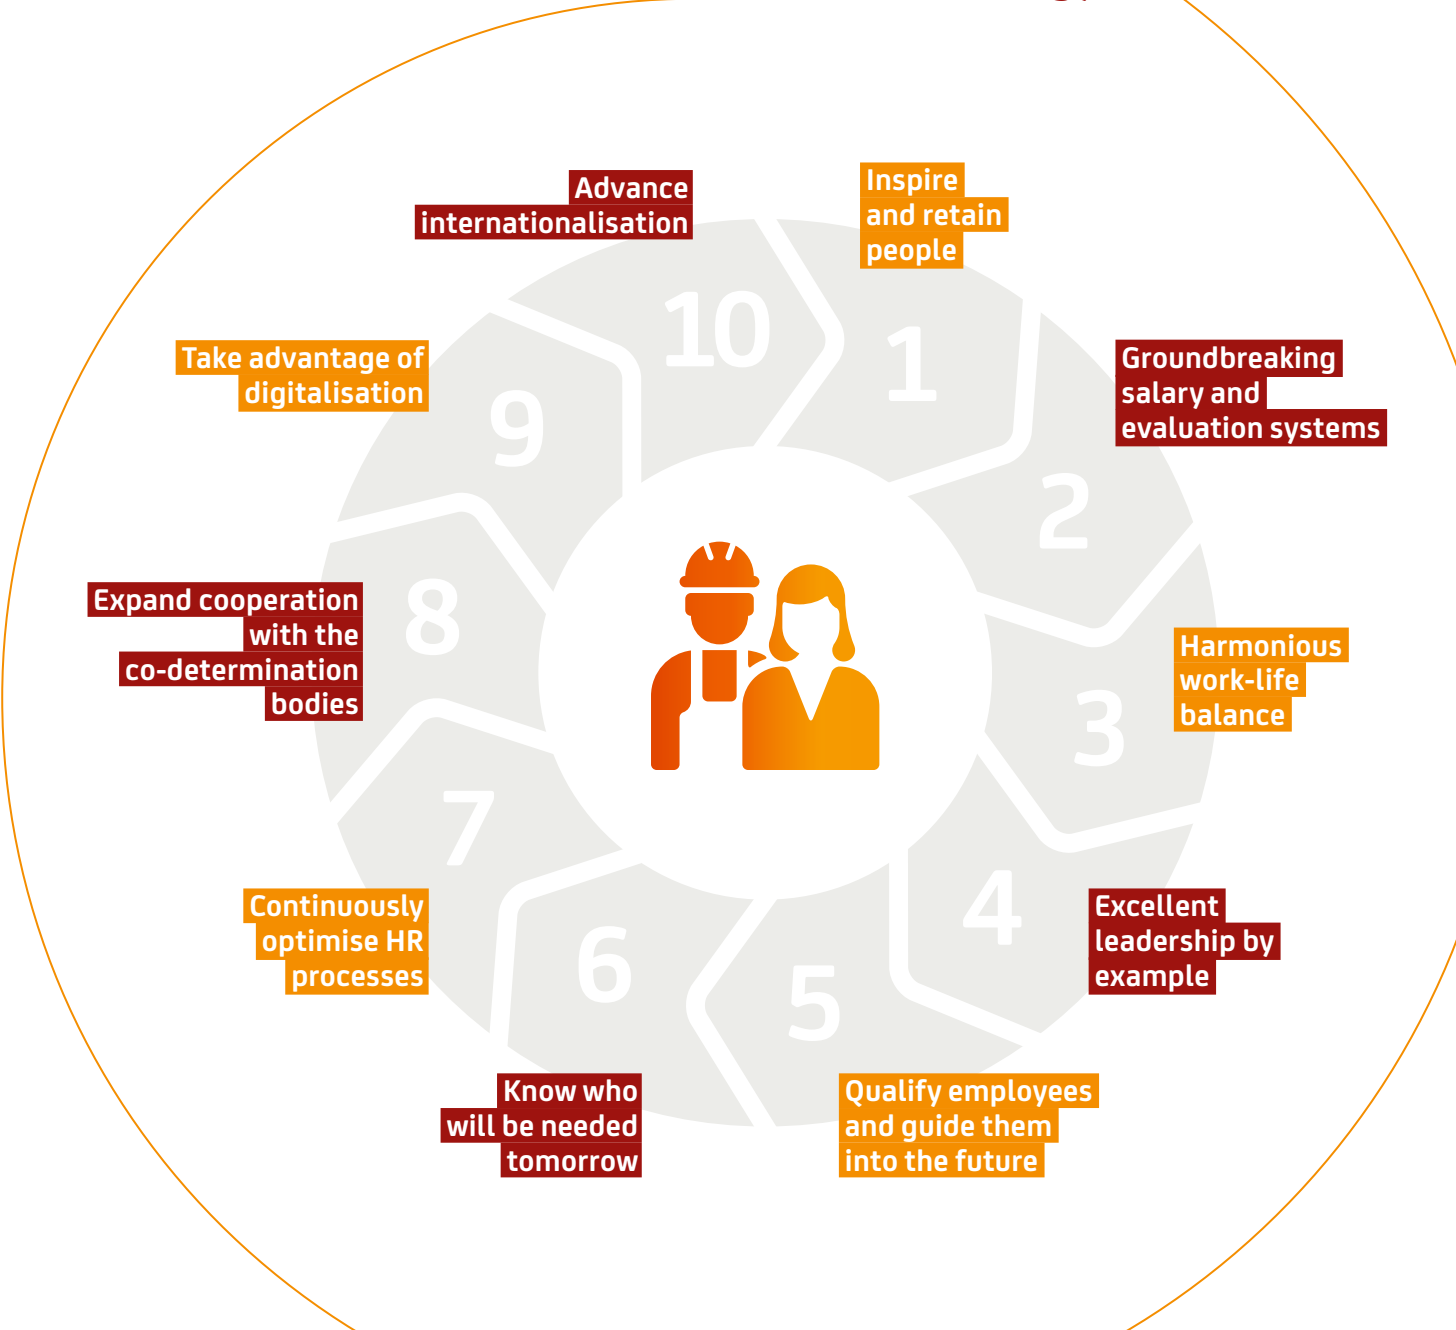 Advance
internationalisation
10
Inspire
and retain
people
1
Groundbreaking
salary and
evaluation systems
2
Harmonious
work-life
balance
3
Excellent
leadership by
example
4
Qualify employees
and guide them
into the future
5
Know who
will be needed
tomorrow
6
Continuously
optimise HR
processes
7
Expand cooperation
with the
co-determination
bodies
8
Take advantage of
digitalisation
9